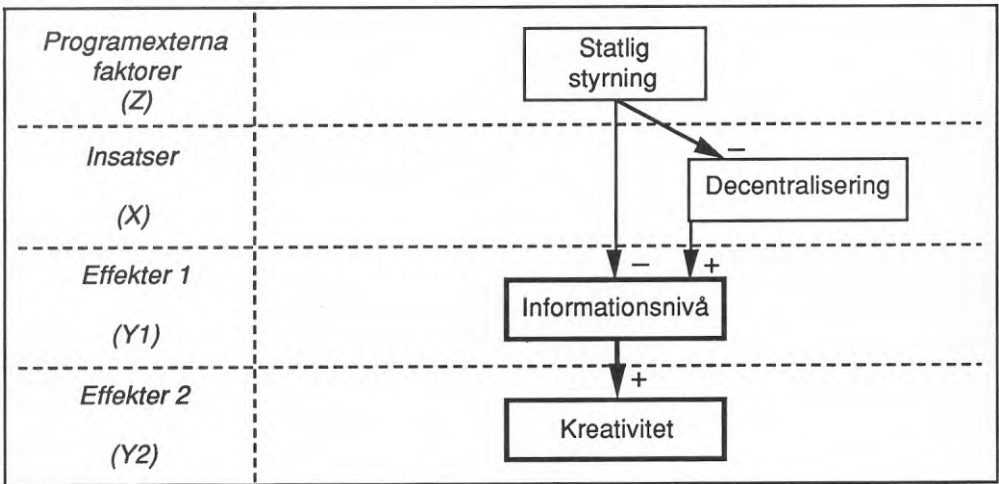 Programexterna
faktorer
(Z)
Statlig
styrning
Insatser
(X)
–
Decentralisering
Effekter 1
(Y1)
– +
Informationsnivå
Effekter 2
(Y2)
+
Kreativitet